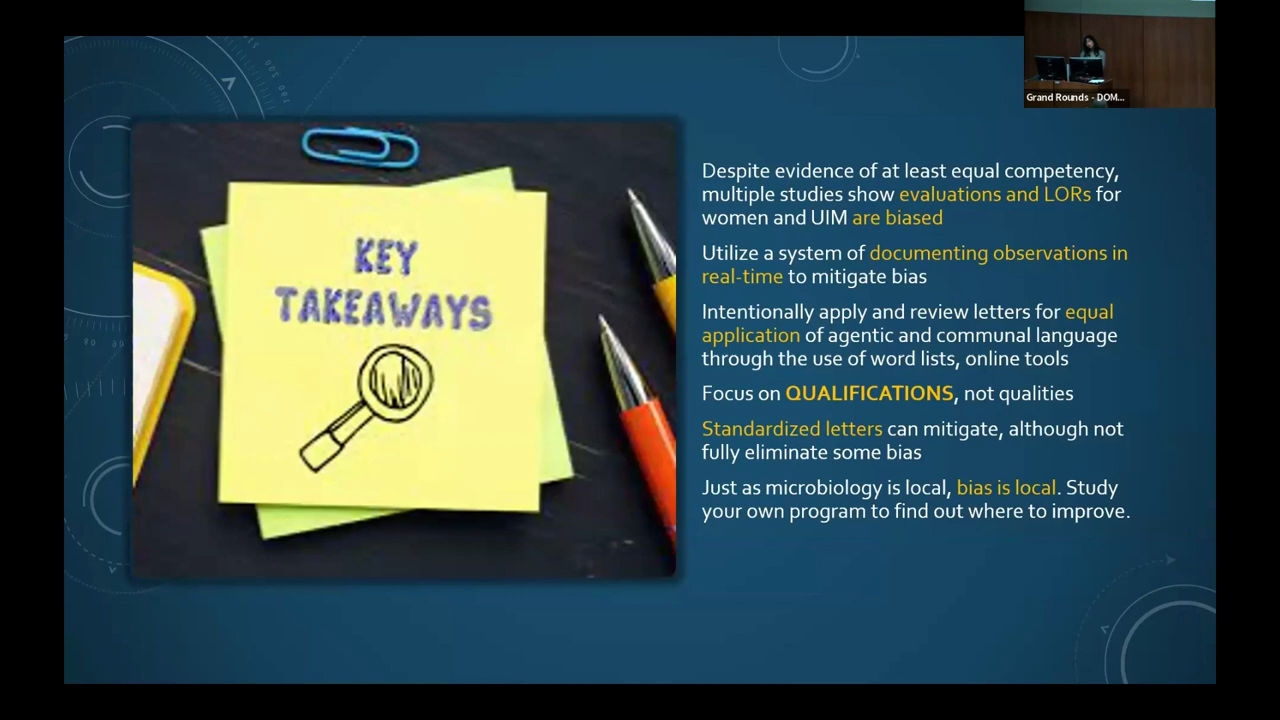 Grand Rounds - DOM...
KEY
TAKEAWAYS
Despite evidence of at least equal competency,
multiple studies show evaluations and LORs for
women and UIM are biased
Utilize a system of documenting observations in
real-time to mitigate bias
Intentionally apply and review letters for equal
application of agentic and communal language
through the use of word lists, online tools
Focus on QUALIFICATIONS, not qualities
Standardized letters can mitigate, although not
fully eliminate some bias
Just as microbiology is local, bias is local. Study
your own program to find out where to improve.